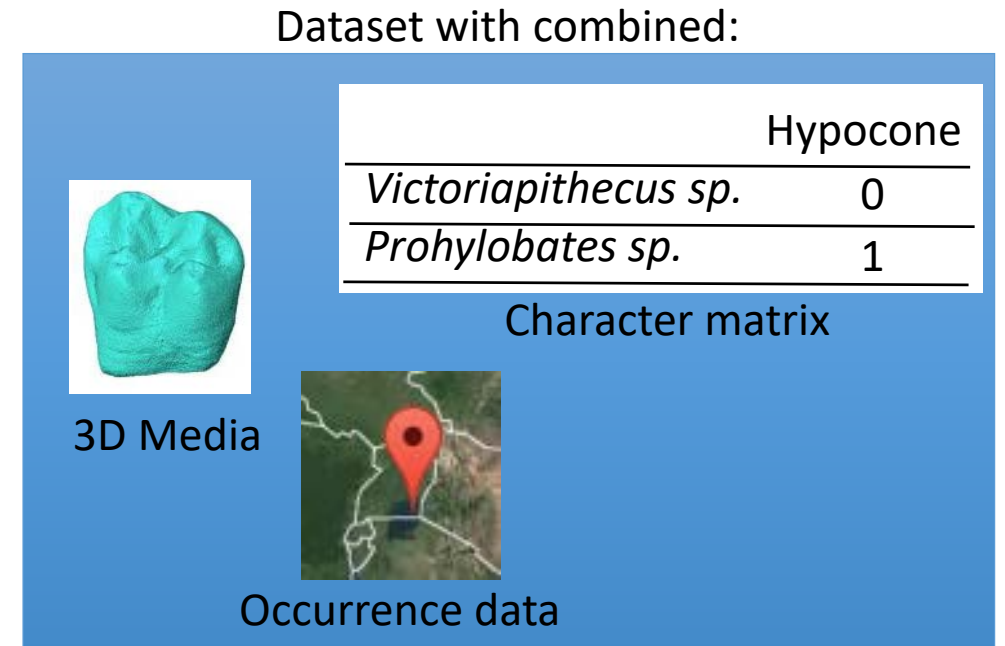 Dataset with combined:
Hypocone
Victoriapithecus sp. 0
Prohylobates sp. 1
Character matrix
3D Media
Occurrence data